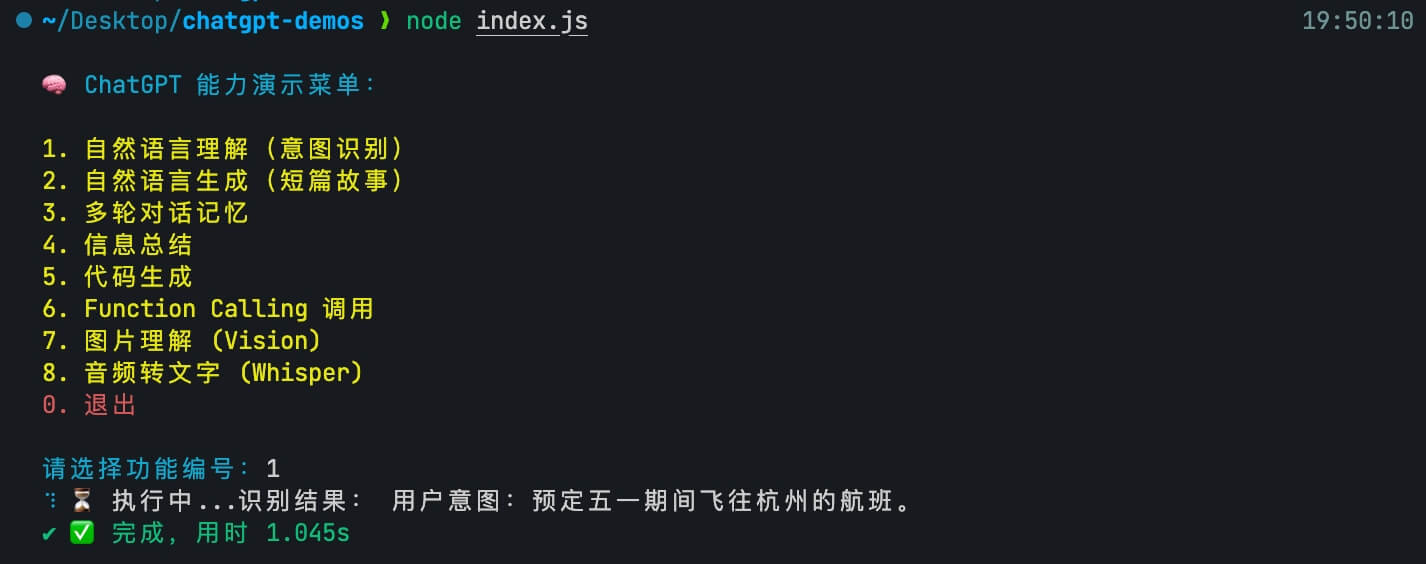 ~/Desktop/chatgpt-demos ❯ node index.js 19:50:10
🧠 ChatGPT 能力演示菜单：
1. 自然语言理解（意图识别）
2. 自然语言生成（短篇故事）
3. 多轮对话记忆
4. 信息总结
5. 代码生成
6. Function Calling 调用
7. 图片理解（Vision）
8. 音频转文字（Whisper）
0. 退出
请选择功能编号：1
⠹ ⏳ 执行中...识别结果： 用户意图：预定五一期间飞往杭州的航班。
✔ ✅ 完成，用时 1.045s